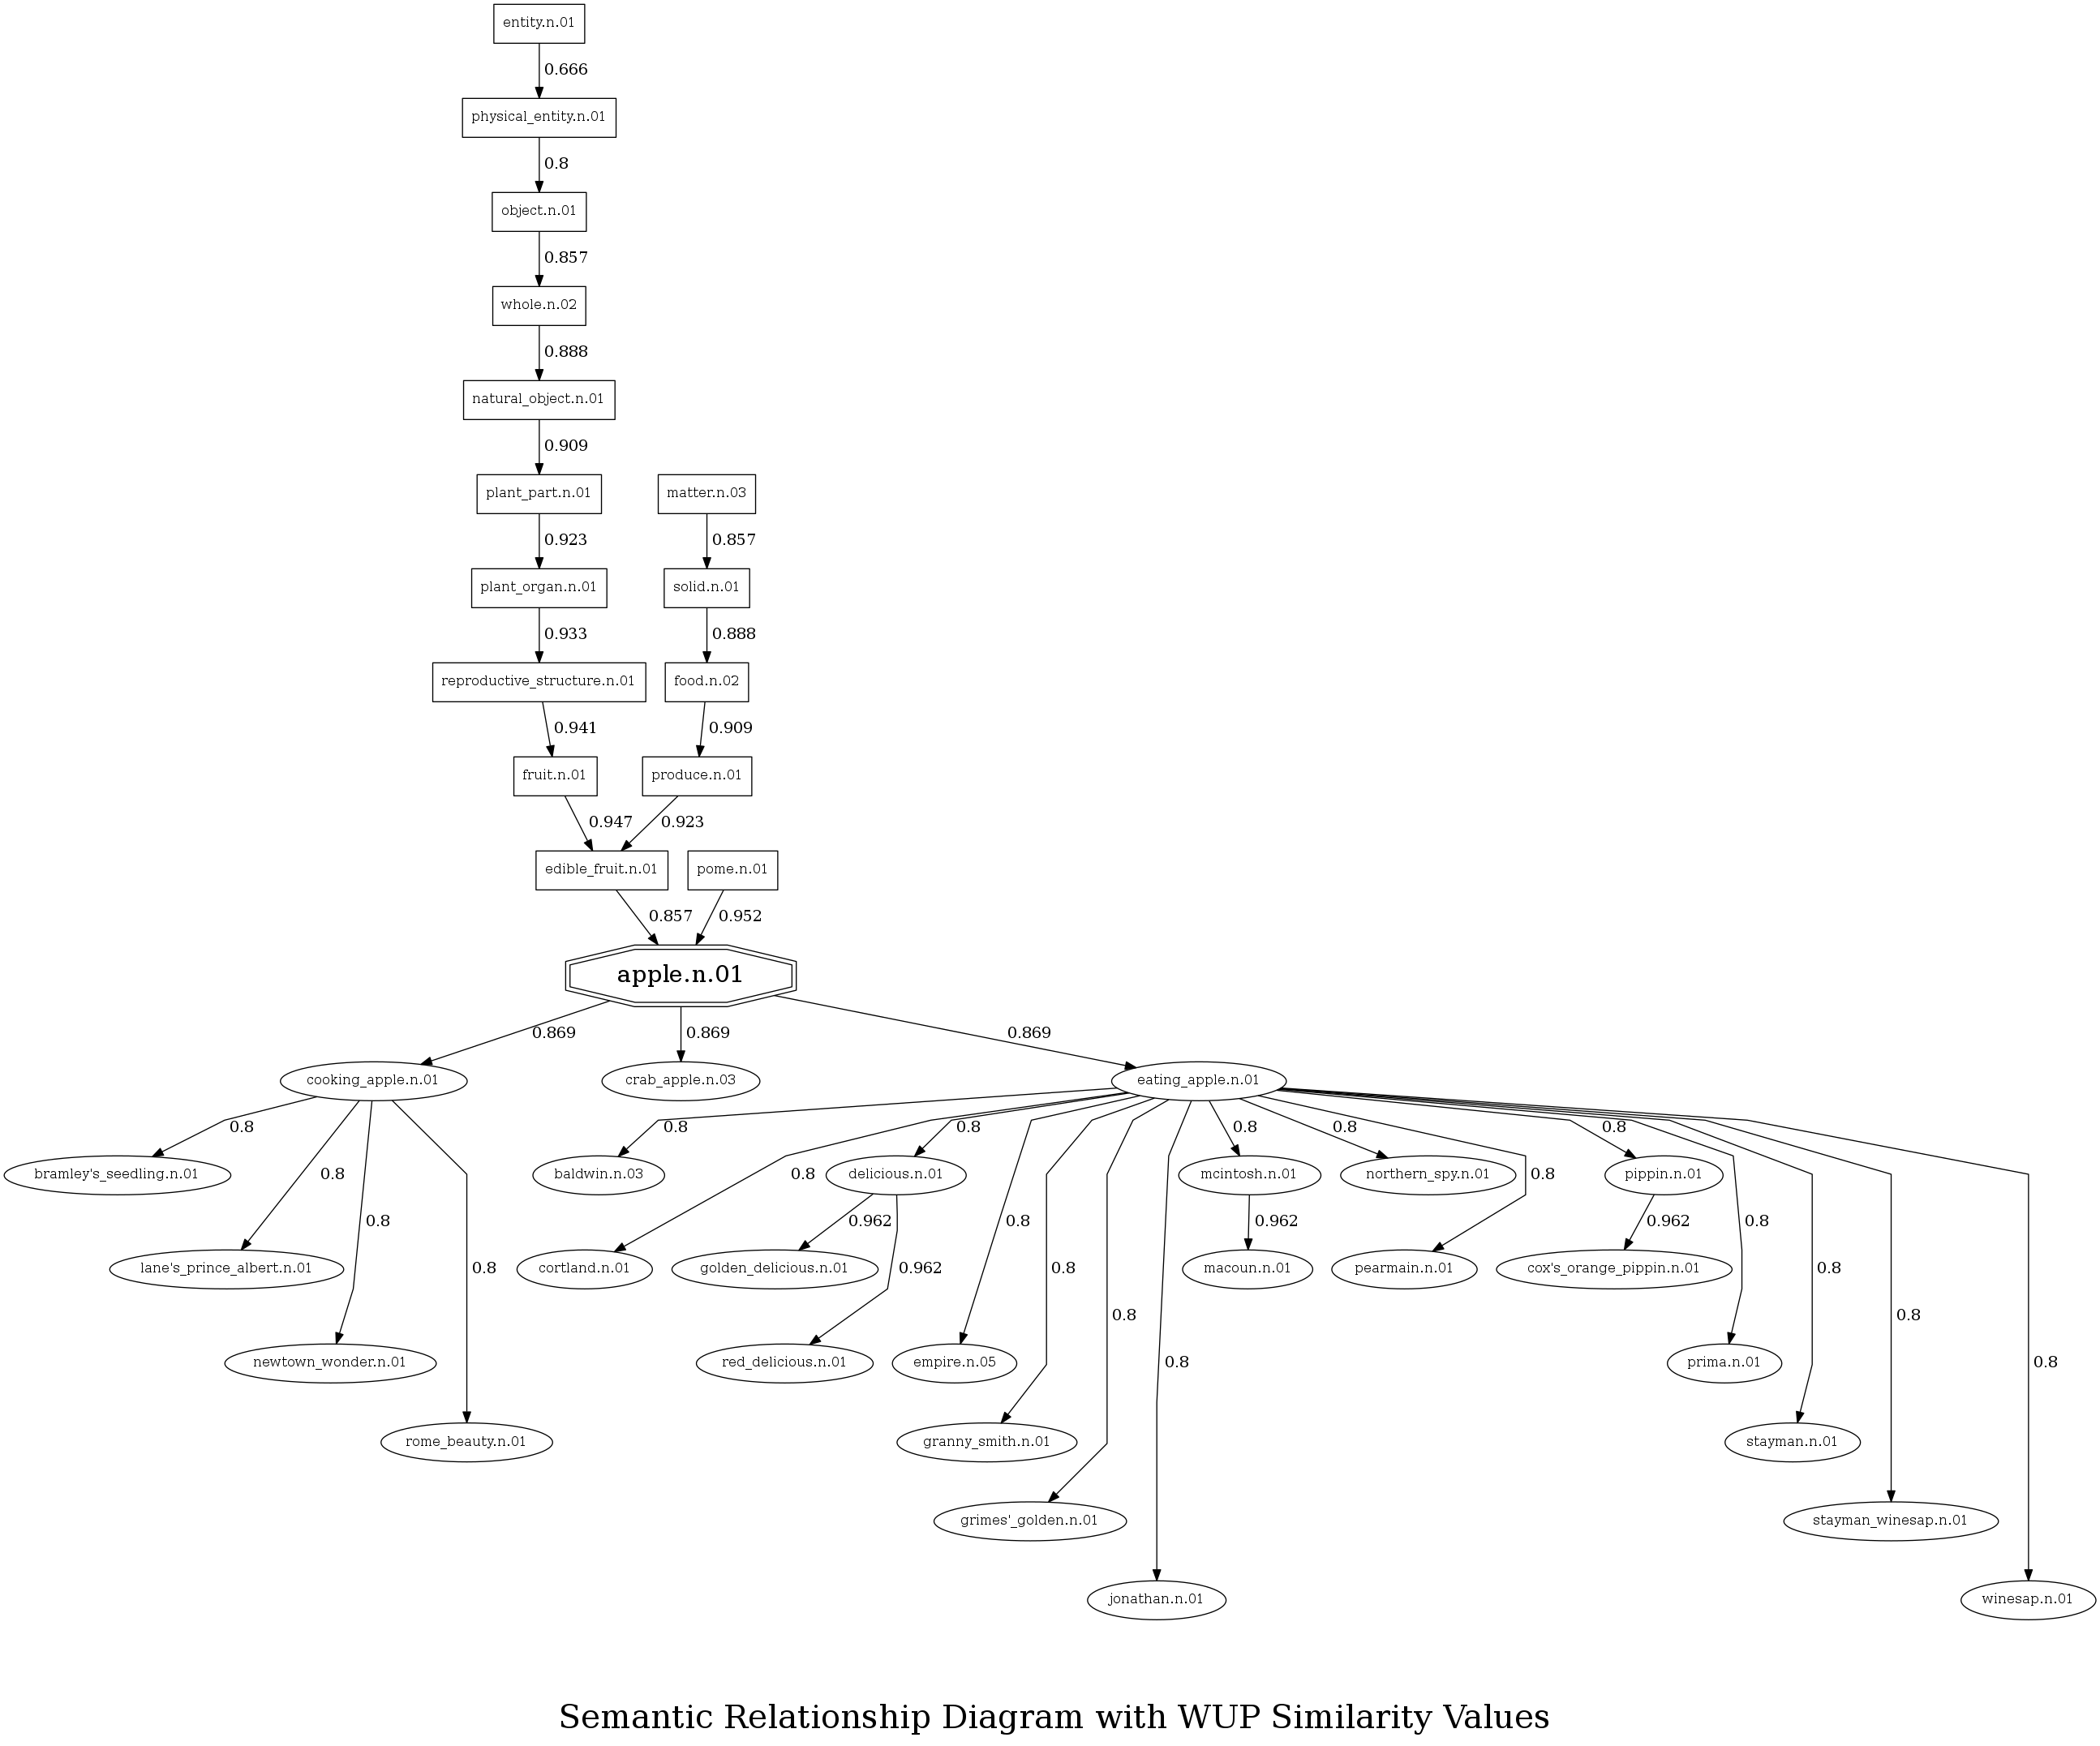 entity.n.01
0.666
physical_entity.n.01
0.8
object.n.01
0.857
whole.n.02
0.888
natural_object.n.01
0.909
plant_part.n.01
matter.n.03
0.923
0.857
plant_organ.n.01
solid.n.01
0.933
0.888
reproductive_structure.n.01
food.n.02
0.941
0.909
fruit.n.01
produce.n.01
0.947
0.923
edible_fruit.n.01
pome.n.01
0.857
0.952
apple.n.01
0.869
0.869
0.869
cooking_apple.n.01
crab_apple.n.03
eating_apple.n.01
0.8
0.8
0.8
0.8
0.8
0.8
bramley's_seedling.n.01
0.8
baldwin.n.03
0.8
delicious.n.01
mcintosh.n.01
northern_spy.n.01
0.8
pippin.n.01
0.8
0.962
0.8
0.962
0.962
0.8
lane's_prince_albert.n.01
0.8
cortland.n.01
golden_delicious.n.01
0.962
0.8
macoun.n.01
pearmain.n.01
cox's_orange_pippin.n.01
0.8
0.8
0.8
newtown_wonder.n.01
red_delicious.n.01
empire.n.05
0.8
prima.n.01
0.8
rome_beauty.n.01
granny_smith.n.01
stayman.n.01
grimes'_golden.n.01
stayman_winesap.n.01
jonathan.n.01
winesap.n.01
Semantic Relationship Diagram with WUP Similarity Values